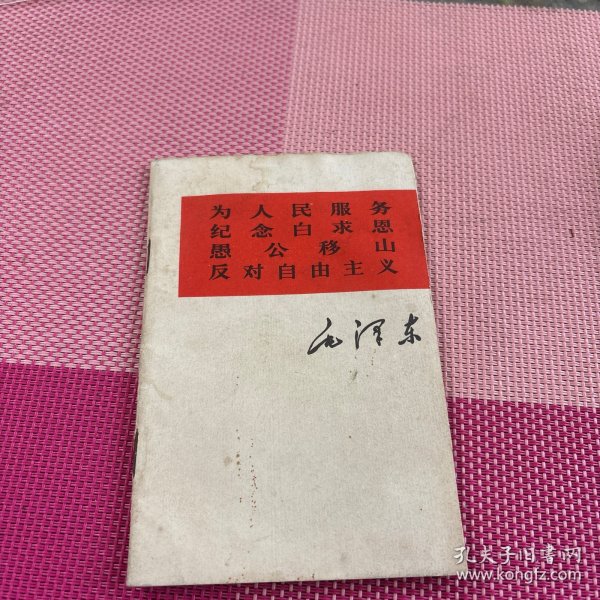 为人民服务
纪念白求恩
愚公移山
反对自由主义
毛泽东
孔夫子旧书网
www.kongfz.com